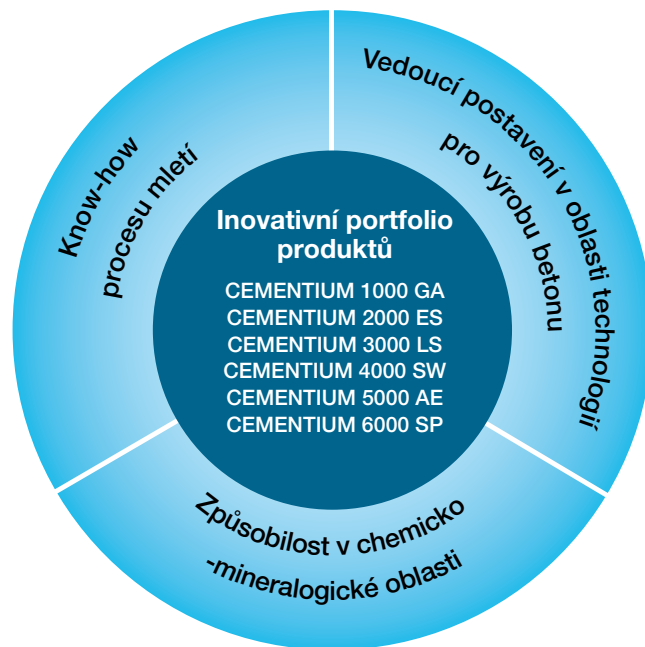 Know-how
procesu mletí
Vedoucí postavení v oblasti technologií
pro výrobu betonu
Inovativní portfolio
produktů
CEMENTIUM 1000 GA
CEMENTIUM 2000 ES
CEMENTIUM 3000 LS
CEMENTIUM 4000 SW
CEMENTIUM 5000 AE
CEMENTIUM 6000 SP
Způsobilost v chemicko
-mineralogické oblasti